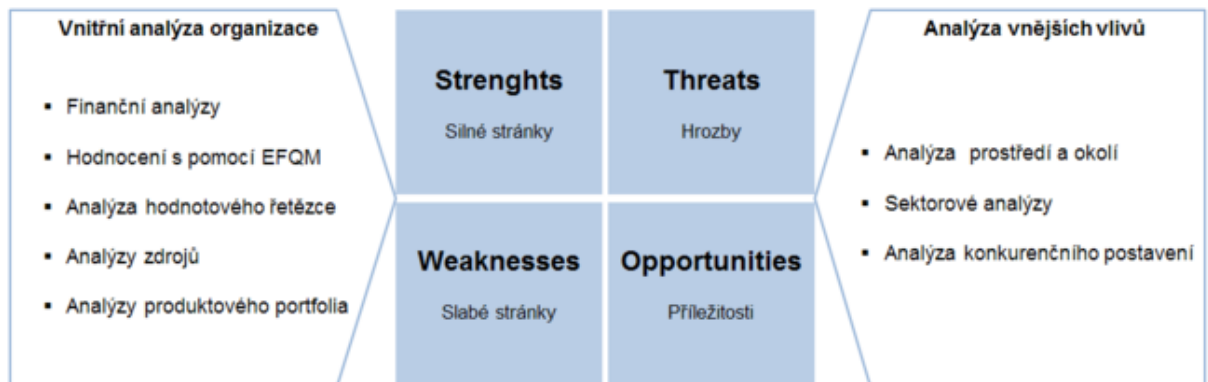 Vnitřní analýza organizace
▪ Finanční analýzy
▪ Hodnocení s pomocí EFQM
▪ Analýza hodnotového řetězce
▪ Analýzy zdrojů
▪ Analýzy produktového portfolia
Strenghts
Silné stránky
Threats
Hrozby
Weaknesses
Slabé stránky
Opportunities
Příležitosti
Analýza vnějších vlivů
▪ Analýza prostředí a okolí
▪ Sektorové analýzy
▪ Analýza konkurenčního postavení